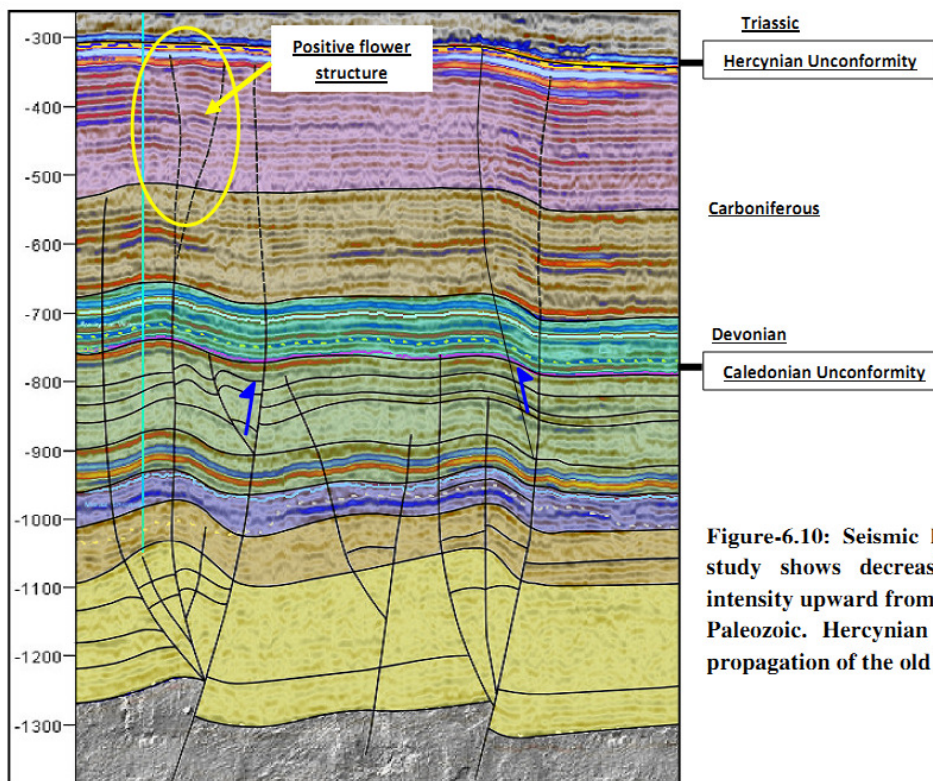 -300
-400
-500
-600
-700
-800
-900
-1000
-1100
-1200
-1300
Positive flower
structure
Triassic
Hercynian Unconformity
Carboniferous
Devonian
Caledonian Unconformity
Figure-6.10: Seismic
study shows decreas
intensity upward from
Paleozoic. Hercynian
propagation of the old